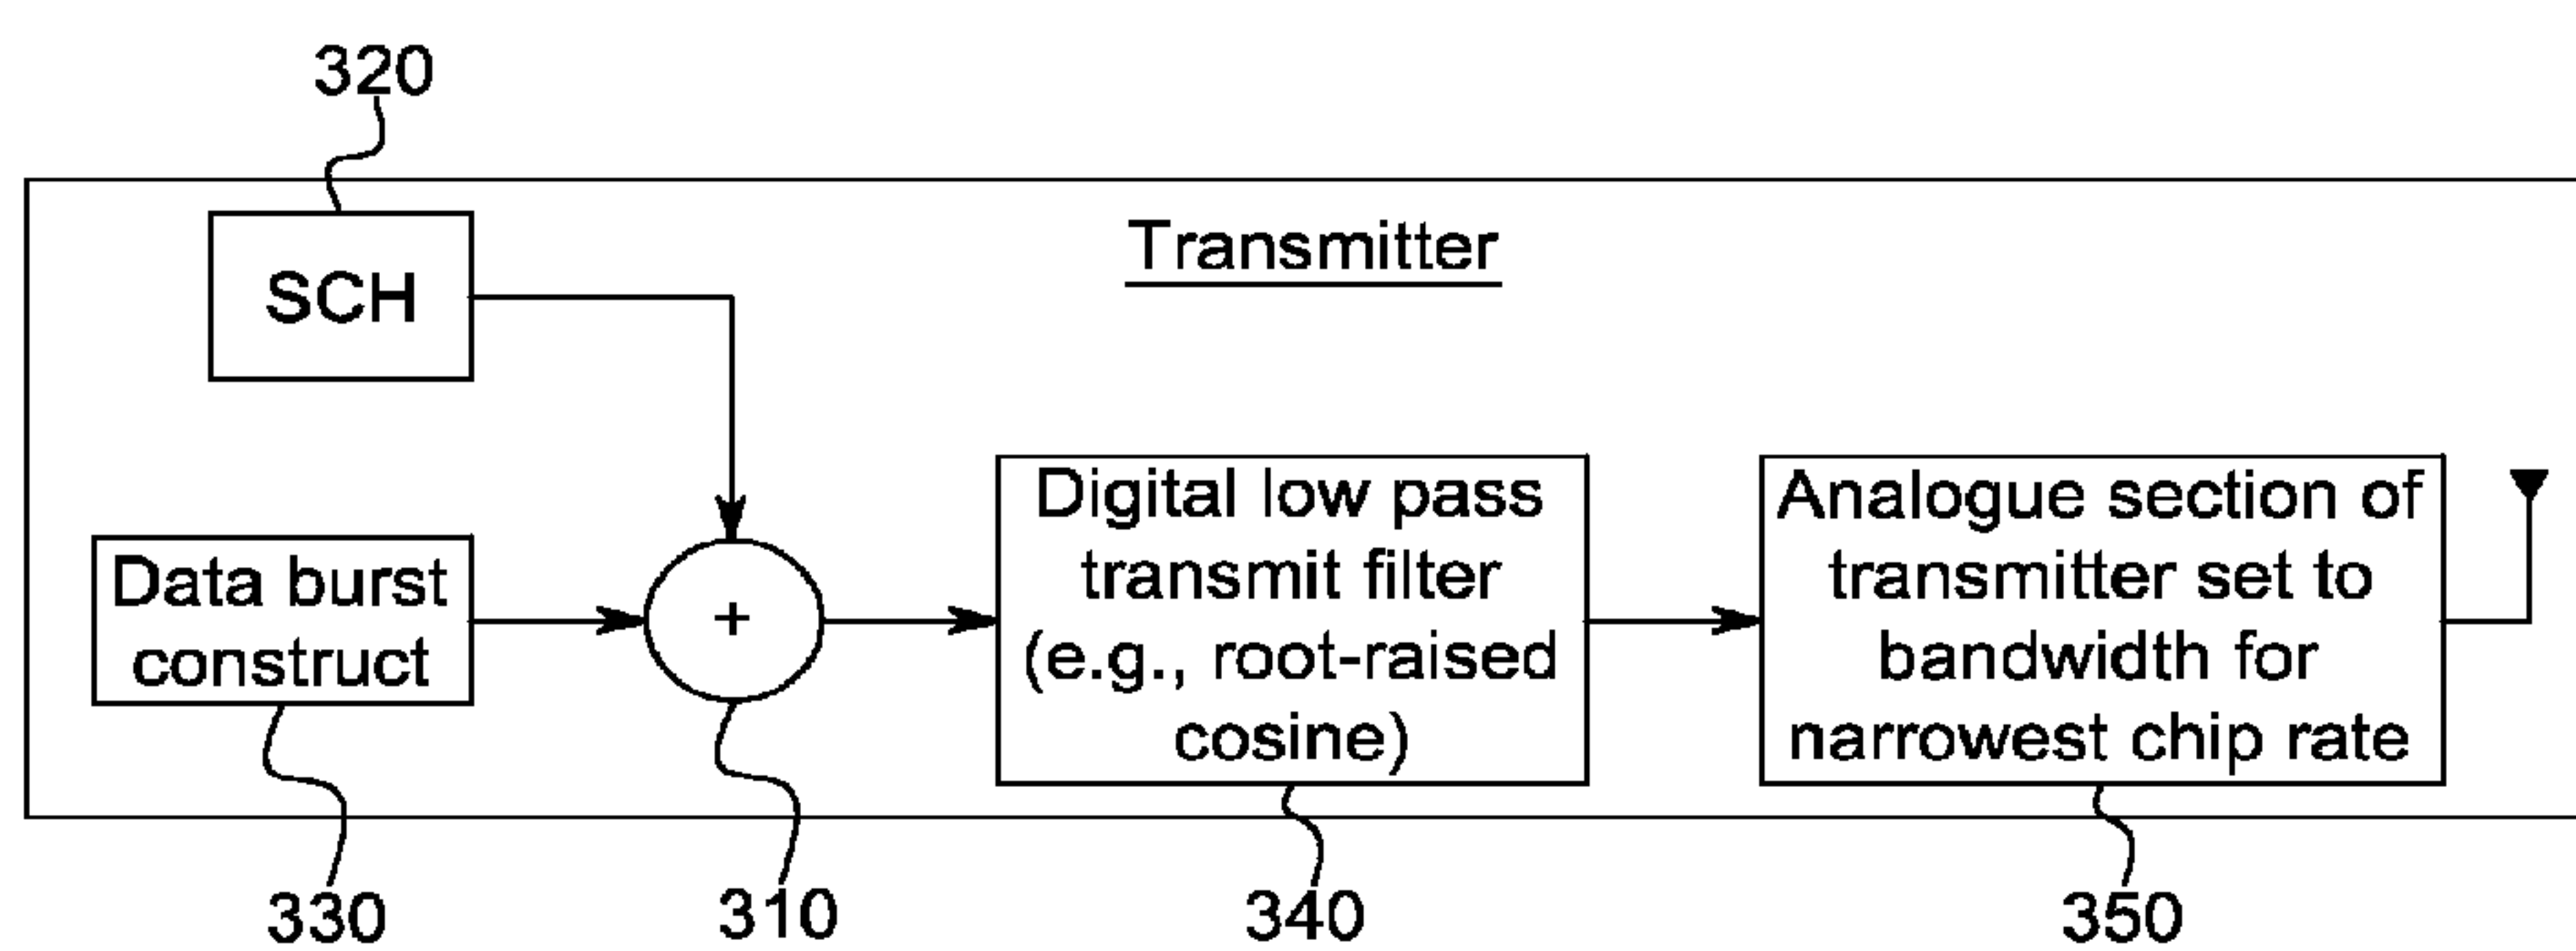 320
Transmitter
SCH
Data burst
construct
+
Digital low pass
transmit filter
(e.g., root-raised
cosine)
Analogue section of
transmitter set to
bandwidth for
narrowest chip rate
330
310
340
350